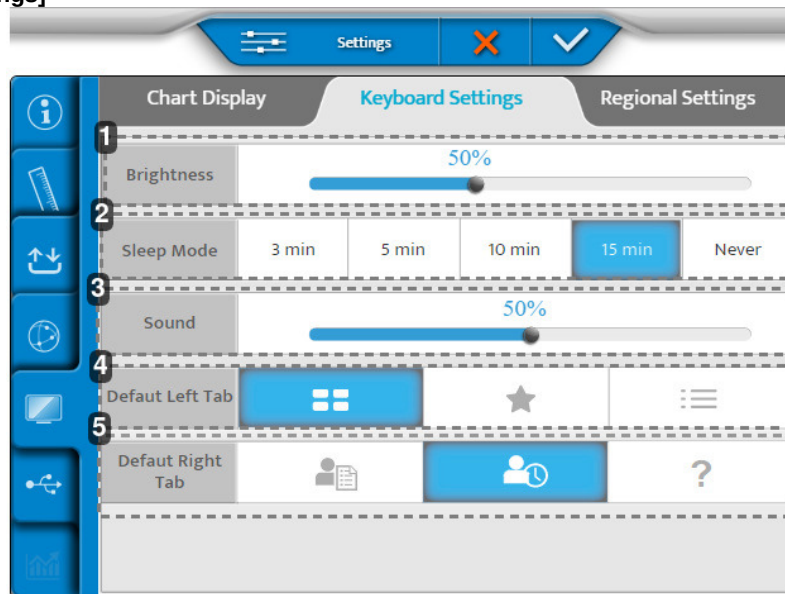 Settings
Chart Display Keyboard Settings Regional Settings
1
50%
Brightness
2
Sleep Mode 3 min 5 min 10 min 15 min Never
3
50%
Sound
4
Defaut Left Tab
5
Defaut Right
Tab
?